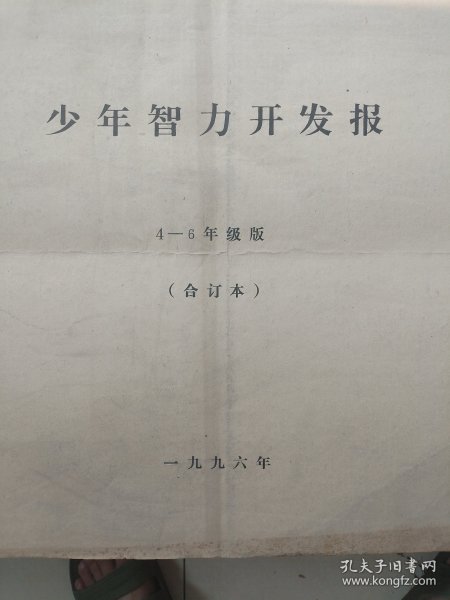 少年智力开发报
4—6年级版
（合订本）
一九九六年
孔夫子旧书网
www.kongfz.com